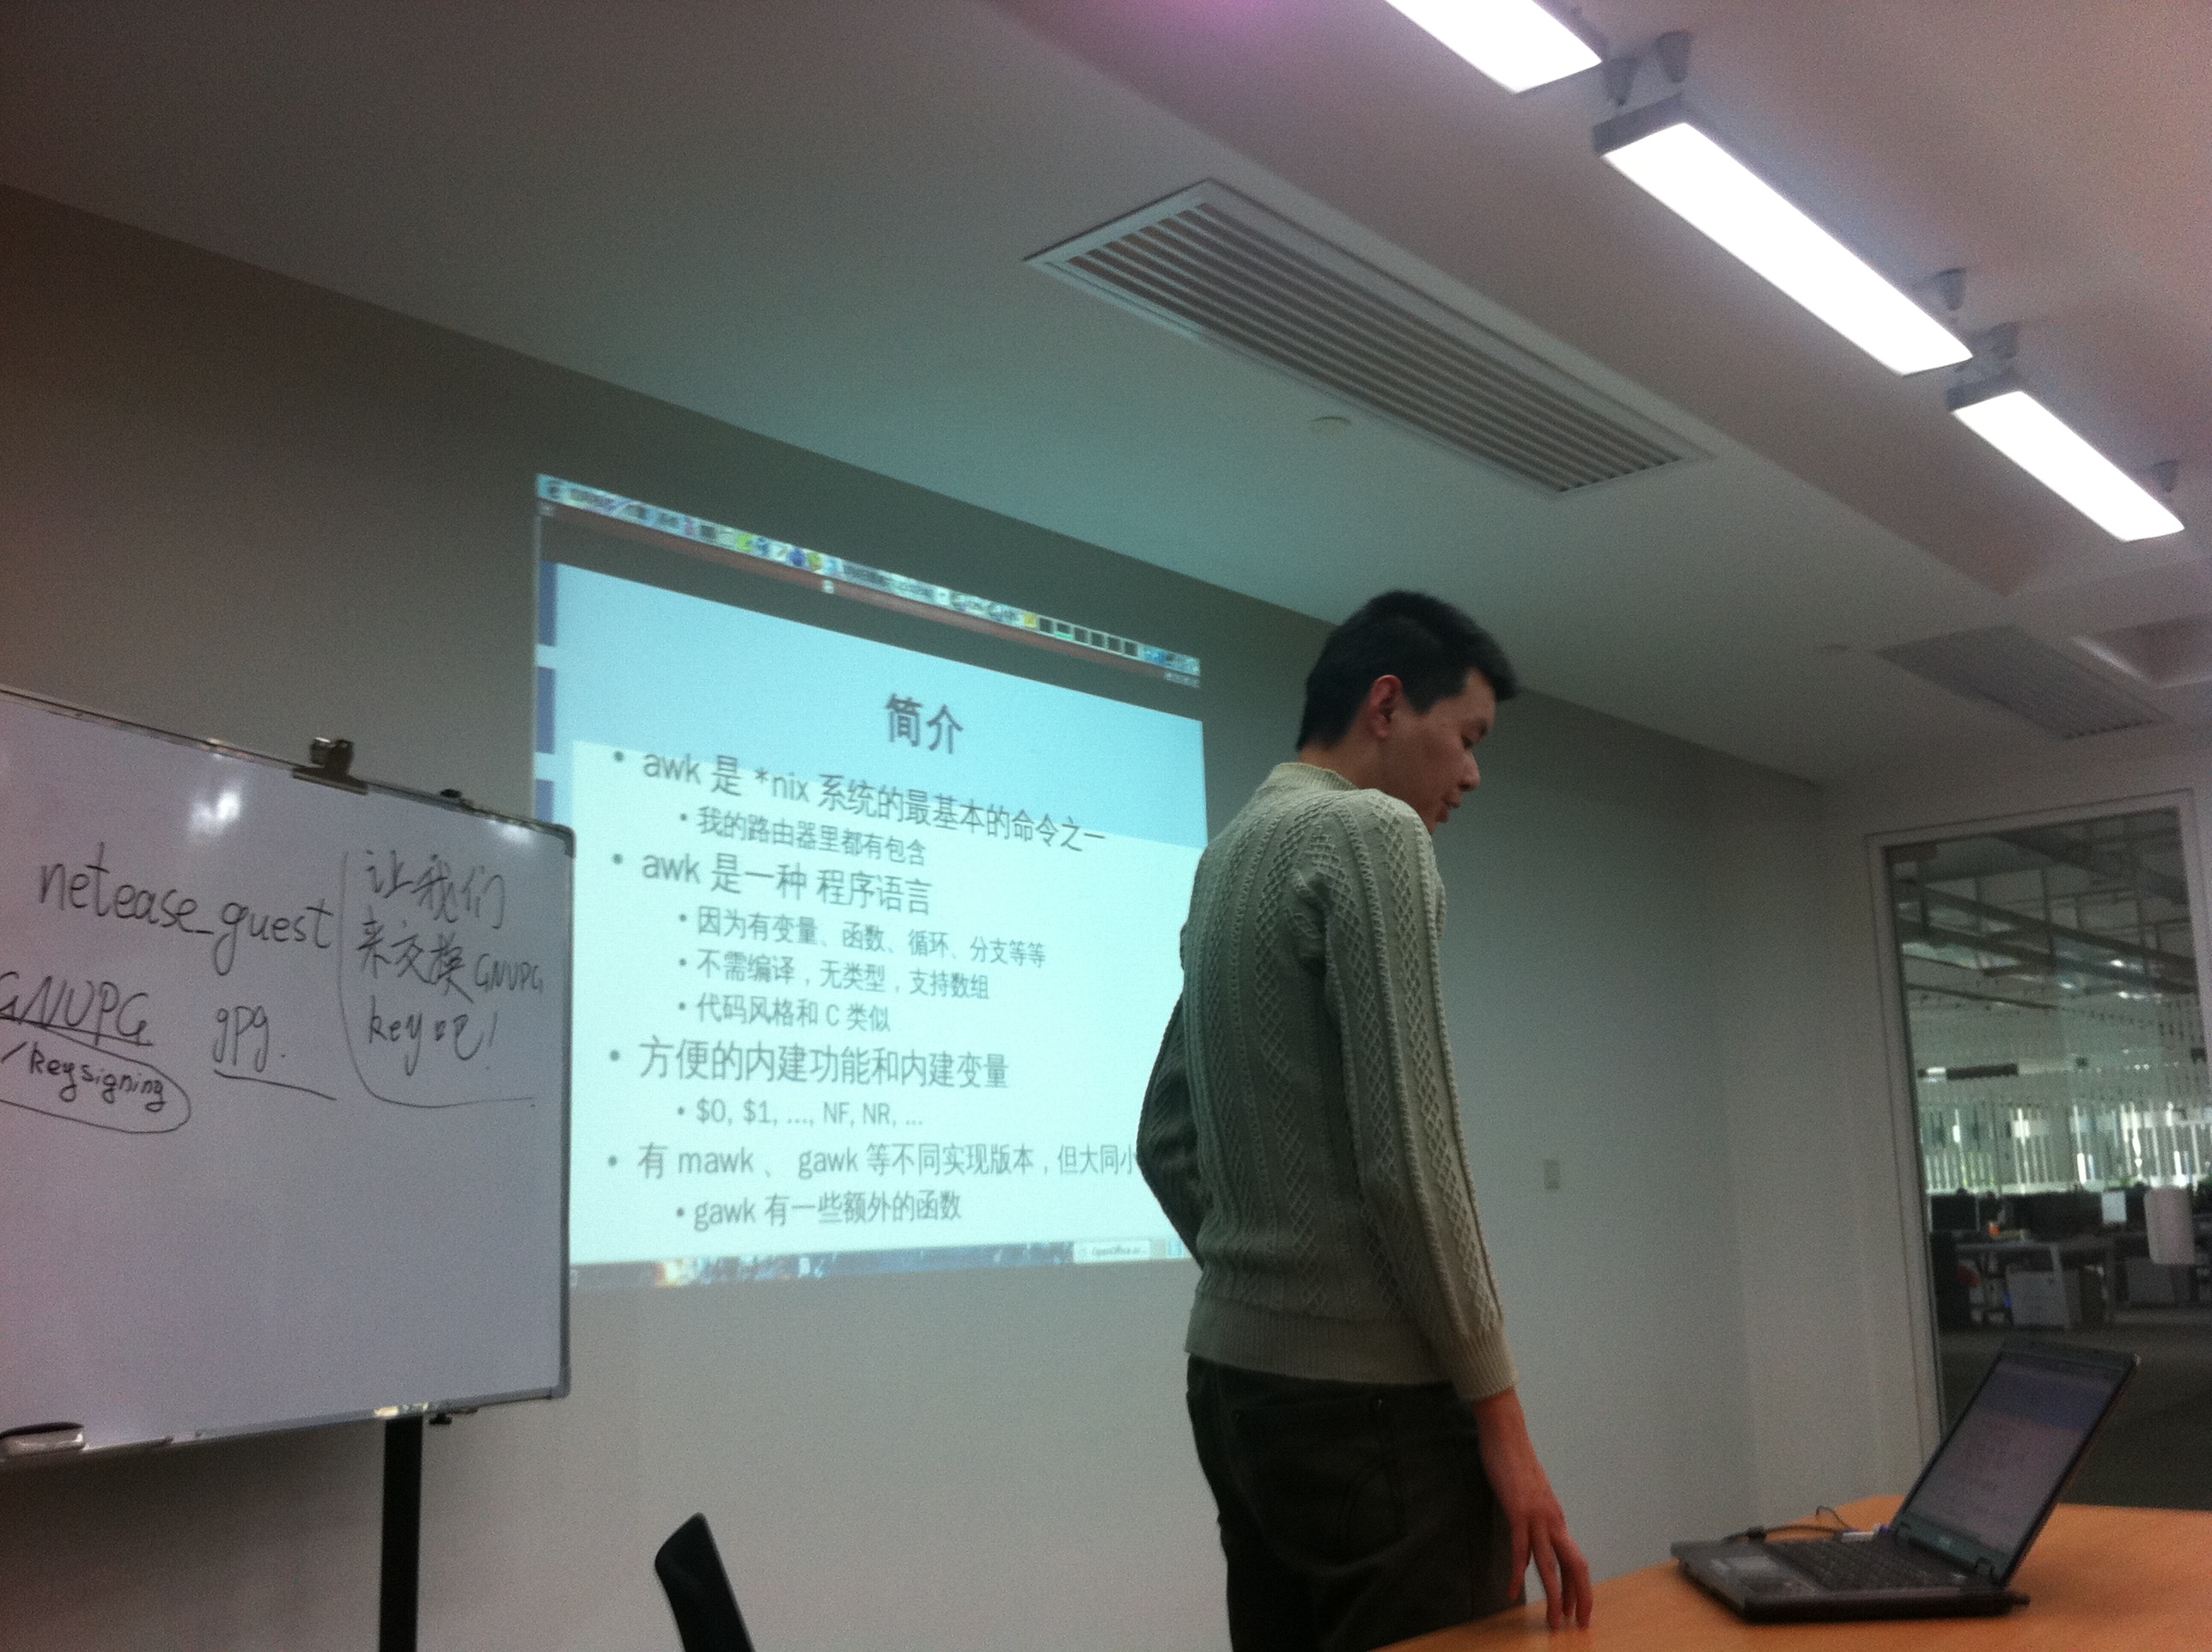 netease_guest
GNUPG gpg.
/keysigning
让我们
来交换GNUPG
key吧!
简介
• awk 是 *nix 系统的最基本的命令之一
• 我的路由器里都有包含
• awk 是一种 程序语言
• 因为有变量、函数、循环、分支等等
• 不需编译，无类型，支持数组
• 代码风格和 C 类似
• 方便的内建功能和内建变量
• $0, $1, ..., NF, NR, ...
• 有 mawk 、 gawk 等不同实现版本，但大同小
• gawk 有一些额外的函数